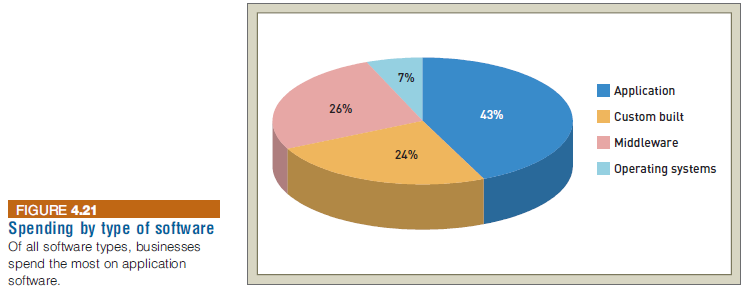 7%
26%
43%
24%
Application
Custom built
Middleware
Operating systems
FIGURE 4.21
Spending by type of software
Of all software types, businesses
spend the most on application
software.